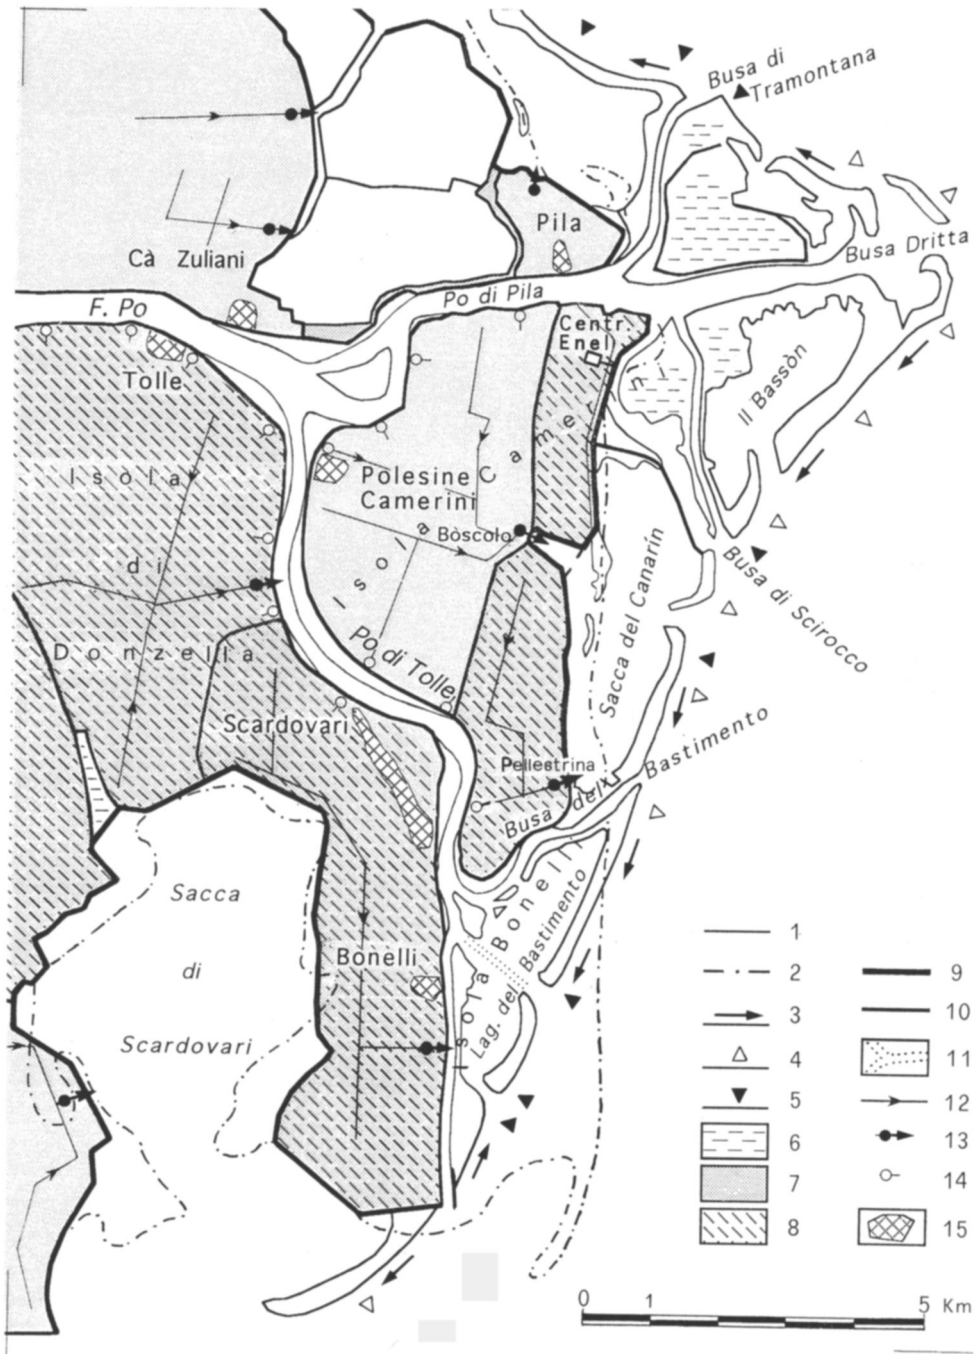 Busa di
Tramontana
Pila
Cà Zuliani
Busa Dritta
F. Po
Po di Pila
Centr.
Enel
Tolle
Il Bassòn
Isola
di
Donzella
Polesine
Camerini
Isola Camerini
Bòscolo
Sacca del Canarín
Busa di Scirocco
Po di Tolle
Scardovari
Pellestrina
Busa del Bastimento
Sacca
di
Scardovari
Bonelli
Isola Bonelli
Lag. del Bastimento
1
2
3
4
5
6
7
8
9
10
11
12
13
14
15
0 1 5 Km